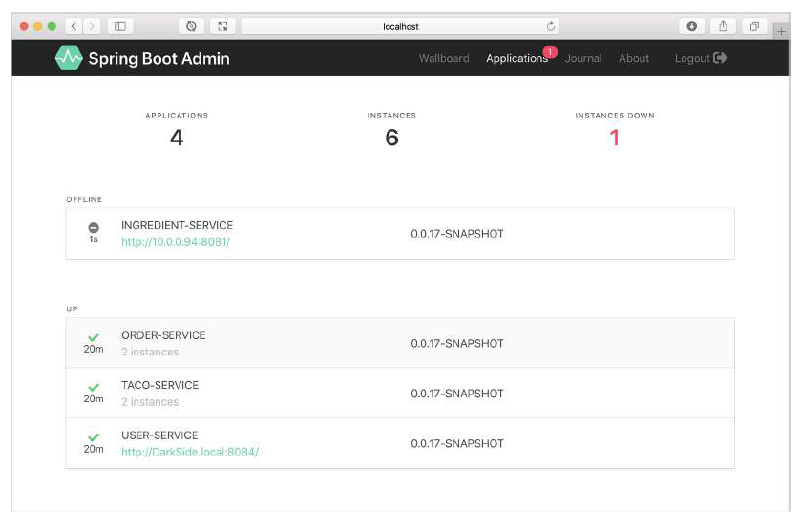 localhost
Spring Boot Admin
Wallboard Applications 1 Journal About Logout
APPLICATIONS INSTANCES INSTANCES DOWN
4 6 1
OFFLINE
INGREDIENT-SERVICE
1s http://10.0.0.94:8081/ 0.0.17-SNAPSHOT
UP
ORDER-SERVICE
20m 2 instances 0.0.17-SNAPSHOT
TACO-SERVICE
20m 2 instances 0.0.17-SNAPSHOT
USER-SERVICE
20m http://DarkSide.local:8084/ 0.0.17-SNAPSHOT